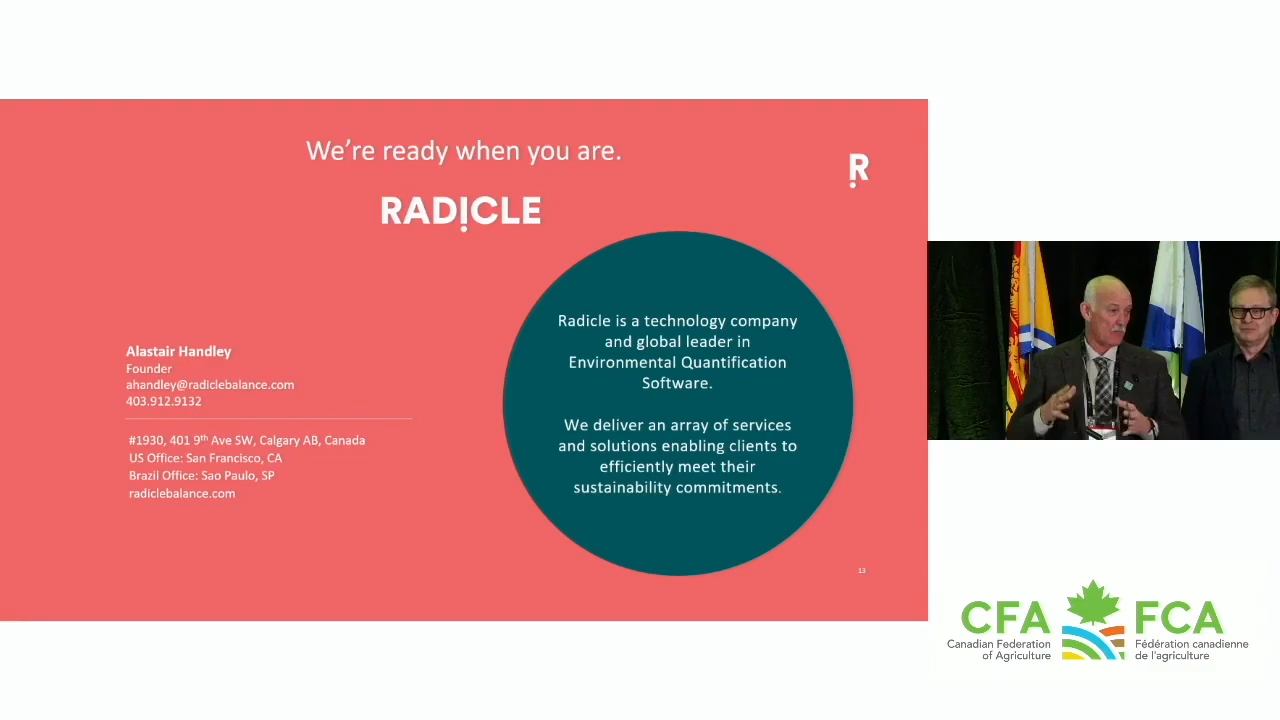 We're ready when you are.
R
RADICLE
Radicle is a technology company
and global leader in
Environmental Quantification
Software.
We deliver an array of services
and solutions enabling clients to
efficiently meet their
sustainability commitments.
Alastair Handley
Founder
ahandley@radiclebalance.com
403.912.9132
#1930, 401 9th Ave SW, Calgary AB, Canada
US Office: San Francisco, CA
Brazil Office: Sao Paulo, SP
radiclebalance.com
13
CFA
Canadian Federation
of Agriculture
FCA
Fédération canadienne
de l'agriculture